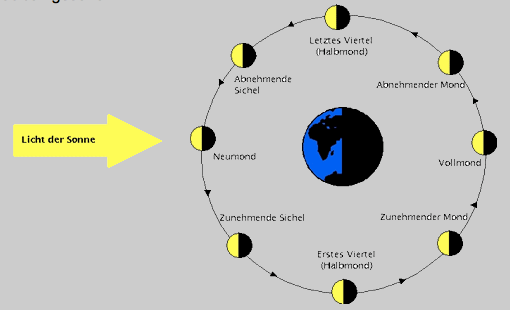 Letztes Viertel
(Halbmond)
Abnehmende
Sichel
Abnehmender Mond
Licht der Sonne
Neumond
Vollmond
Zunehmende Sichel
Zunehmender Mond
Erstes Viertel
(Halbmond)